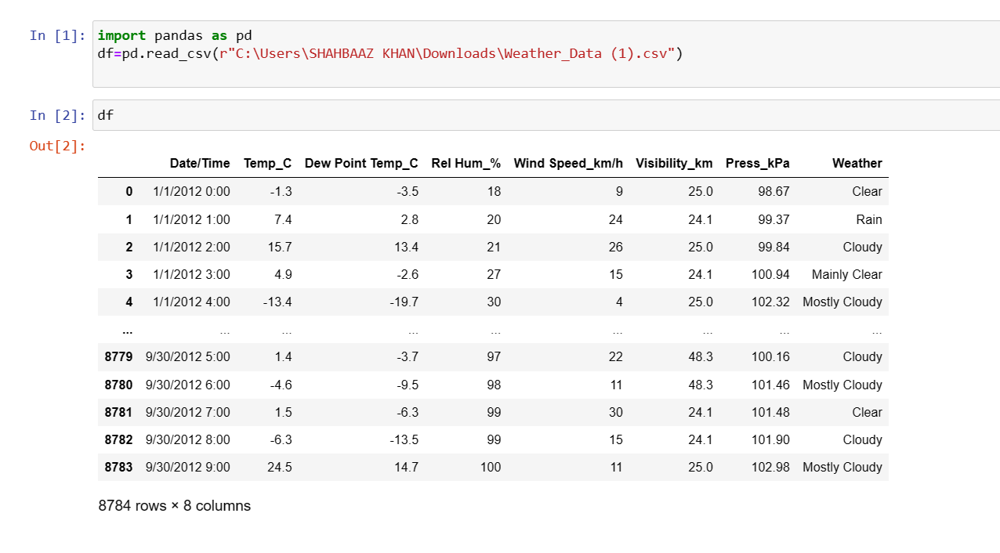 In [1]: import pandas as pd
df=pd.read_csv(r"C:\Users\SHAHBAAZ KHAN\Downloads\Weather_Data (1).csv")
In [2]: df
Out[2]:
Date/Time Temp_C Dew Point Temp_C Rel Hum_% Wind Speed_km/h Visibility_km Press_kPa Weather
0 1/1/2012 0:00 -1.3 -3.5 18 9 25.0 98.67 Clear
1 1/1/2012 1:00 7.4 2.8 20 24 24.1 99.37 Rain
2 1/1/2012 2:00 15.7 13.4 21 26 25.0 99.84 Cloudy
3 1/1/2012 3:00 4.9 -2.6 27 15 24.1 100.94 Mainly Clear
4 1/1/2012 4:00 -13.4 -19.7 30 4 25.0 102.32 Mostly Cloudy
... ... ... ... ... ... ... ... ...
8779 9/30/2012 5:00 1.4 -3.7 97 22 48.3 100.16 Cloudy
8780 9/30/2012 6:00 -4.6 -9.5 98 11 48.3 101.46 Mostly Cloudy
8781 9/30/2012 7:00 1.5 -6.3 99 30 24.1 101.48 Clear
8782 9/30/2012 8:00 -6.3 -13.5 99 15 24.1 101.90 Cloudy
8783 9/30/2012 9:00 24.5 14.7 100 11 25.0 102.98 Mostly Cloudy
8784 rows × 8 columns